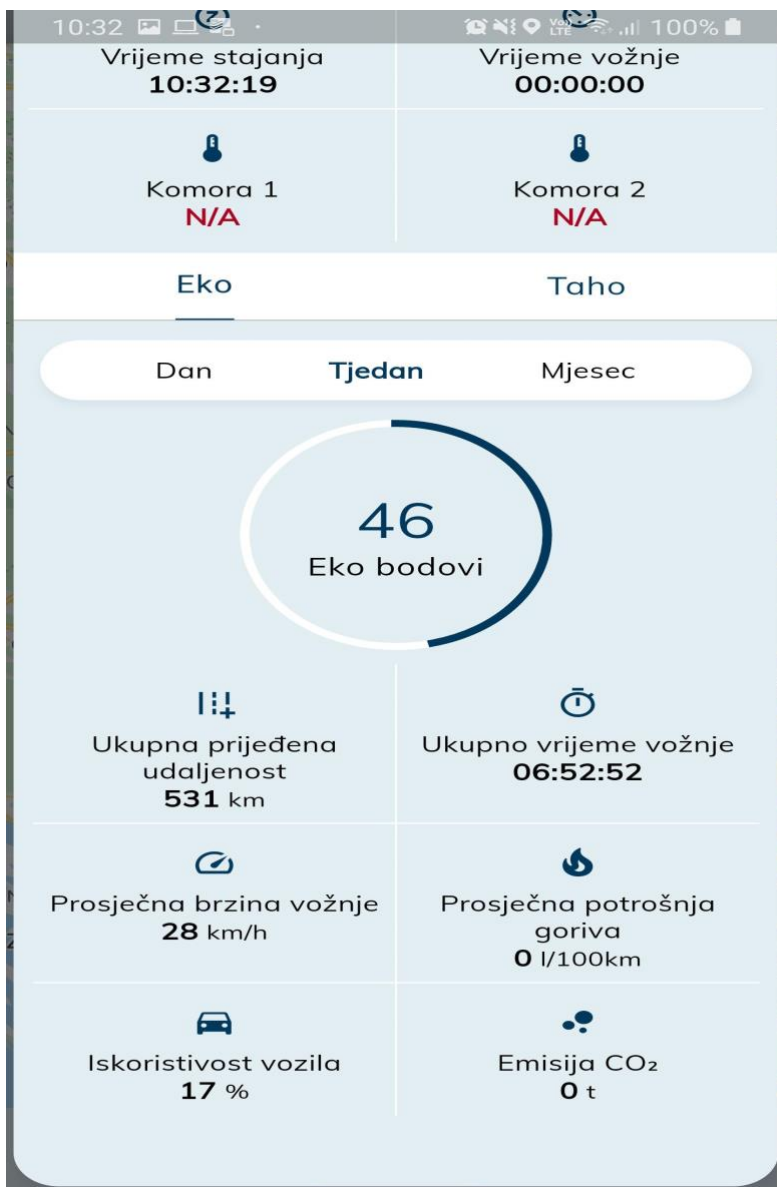 10:32
100%
Vrijeme stajanja
10:32:19
Vrijeme vožnje
00:00:00
Komora 1
N/A
Komora 2
N/A
Eko
Taho
Dan
Tjedan
Mjesec
46
Eko bodovi
Ukupna prijeđena
udaljenost
531 km
Ukupno vrijeme vožnje
06:52:52
Prosječna brzina vožnje
28 km/h
Prosječna potrošnja
goriva
0 l/100km
Iskoristivost vozila
17 %
Emisija CO₂
0 t